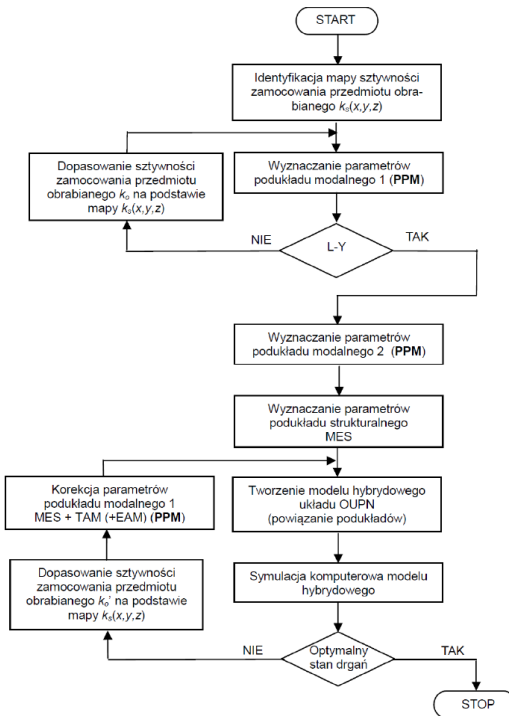 START
Identyfikacja mapy sztywności
zamocowania przedmiotu obra-
bianego ks(x,y,z)
Dopasowanie sztywności
zamocowania przedmiotu
obrabianego ko na podstawie
mapy ks(x,y,z)
Wyznaczanie parametrów
podukładu modalnego 1 (PPM)
NIE
L-Y
TAK
Wyznaczanie parametrów
podukładu modalnego 2 (PPM)
Wyznaczanie parametrów
podukładu strukturalnego
MES
Korekcja parametrów
podukładu modalnego 1
MES + TAM (+EAM) (PPM)
Tworzenie modelu hybrydowego
układu OUPN
(powiązanie podukładów)
Dopasowanie sztywności
zamocowania przedmiotu
obrabianego ko' na podstawie
mapy ks(x,y,z)
Symulacja komputerowa modelu
hybrydowego
NIE
Optymalny
stan drgań
TAK
STOP